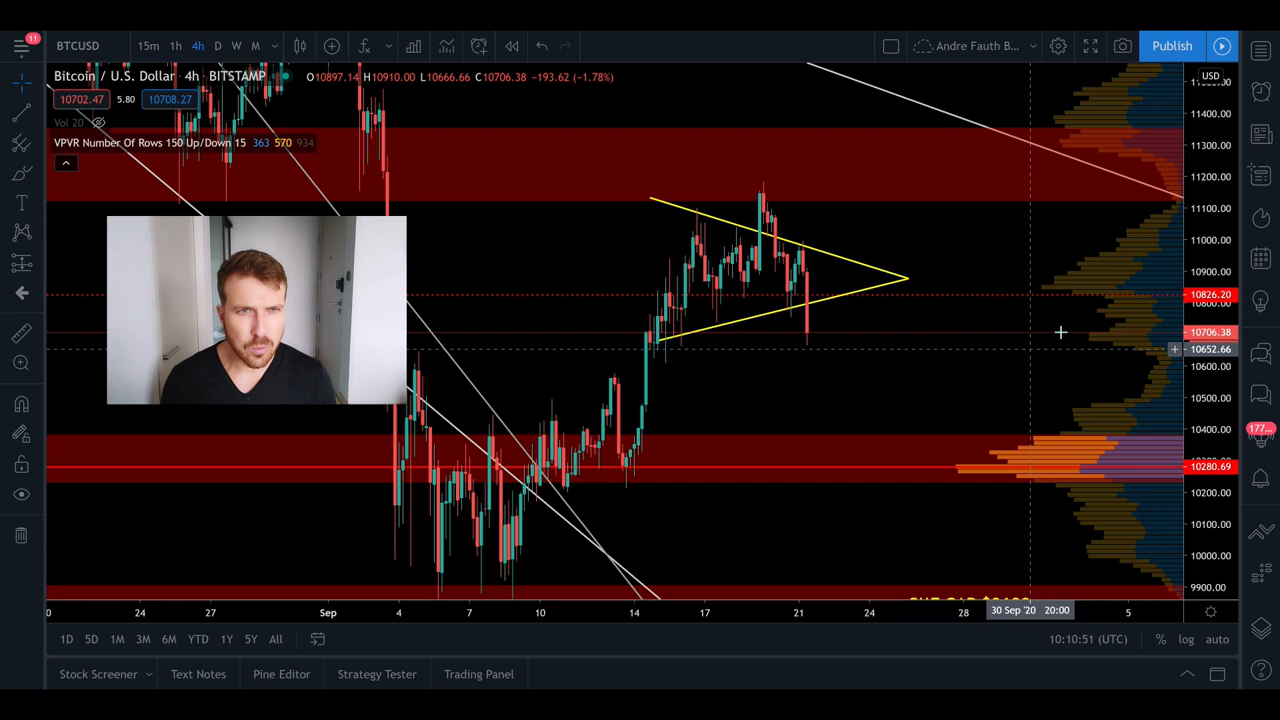 11
BTCUSD 15m 1h 4h D W M Andre Fauth B... Publish
Bitcoin / U.S. Dollar 4h BITSTAMP O10897.14 H10910.00 L10666.66 C10706.38 −193.62 (−1.78%) USD
10702.47 5.80 10708.27
Vol 20
VPVR Number Of Rows 150 Up/Down 15 363 570 934
11400.00
11300.00
11200.00
11100.00
11000.00
10900.00
10826.20
10800.00
10706.38
10652.66
10600.00
10500.00
10400.00
177...
10280.69
10200.00
10100.00
10000.00
9900.00
24 27 Sep 4 7 10 14 17 21 24 28 30 Sep '20 20:00 5
1D 5D 1M 3M 6M YTD 1Y 5Y All 10:10:51 (UTC) % log auto
Stock Screener Text Notes Pine Editor Strategy Tester Trading Panel